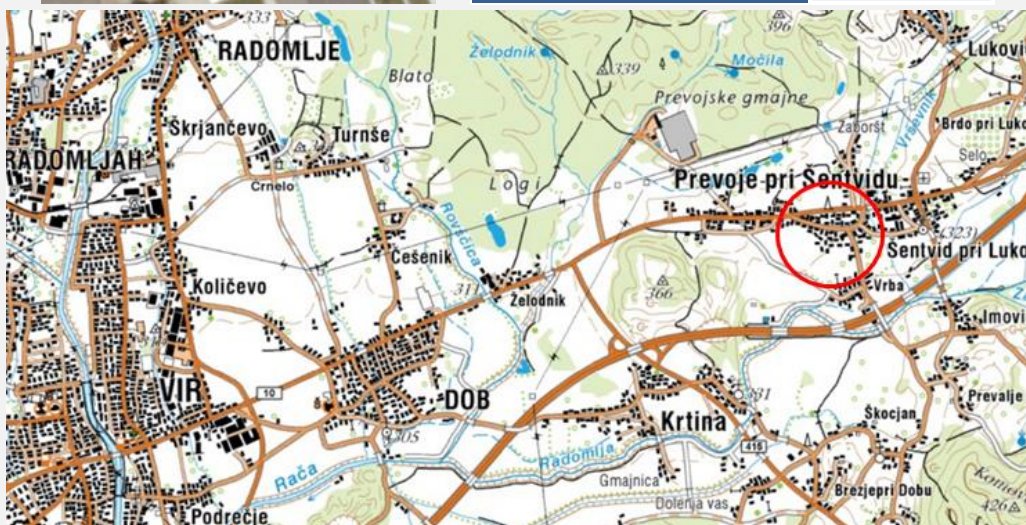 333
RADOMLJE
Želodnik
396
Lukovi
Blato
339
Močila
Škrjančevo
Turnše
Prevojske gmajne
Vrševnik
Zaboršt
Brdo pri Luko
RADOMLJAH
Crnelo
Logi
Selo
Prevoje pri Šentvidu
Rovščica
(323)
Češenik
Šentvid pri Luko
Količevo
311
Želodnik
366
Vrba
Imovi
VIR
10
DOB
331
Prevalje
Krtina
Škocjan
305
Radomlja
416
Rača
Gmajnica
Dolenja vas
Brezje pri Dobu
426
Podrečje